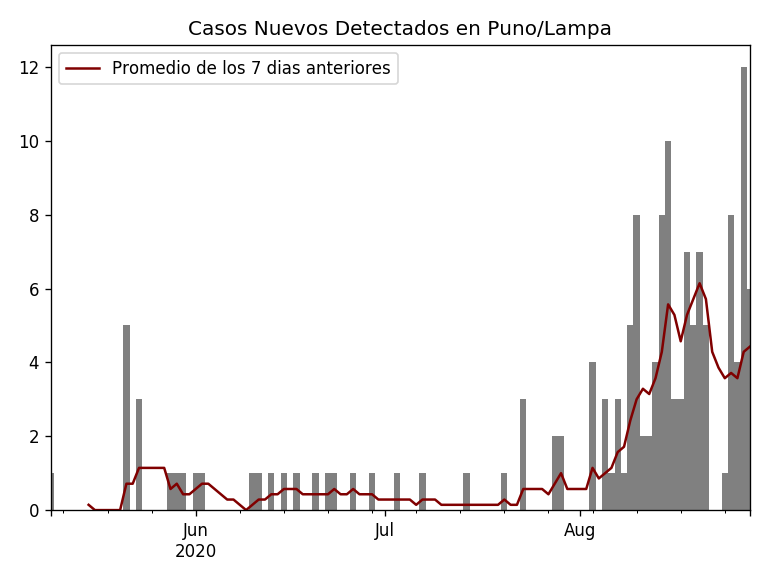 Casos Nuevos Detectados en Puno/Lampa
Promedio de los 7 dias anteriores
12
10
8
6
4
2
0
Jun
2020
Jul
Aug